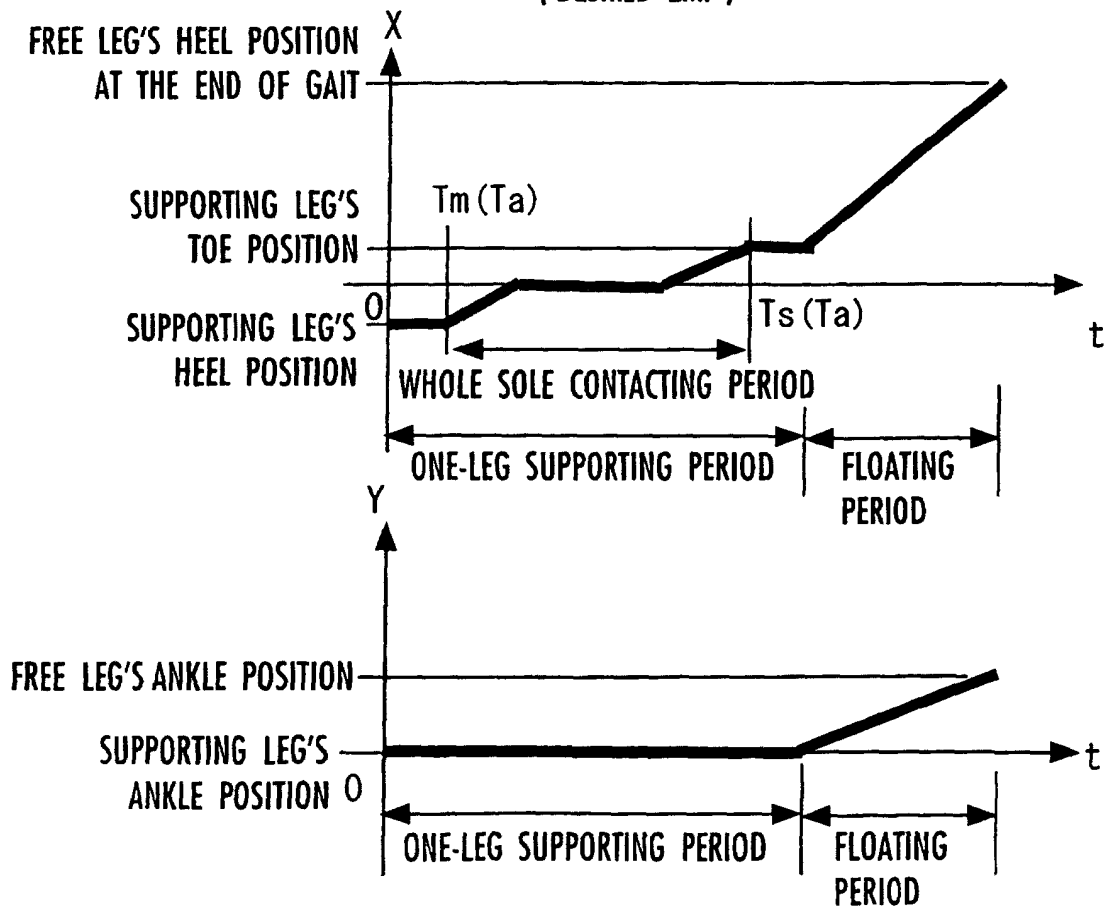 X
FREE LEG'S HEEL POSITION
AT THE END OF GAIT
SUPPORTING LEG'S
TOE POSITION
Tm(Ta)
0
Ts(Ta)
t
SUPPORTING LEG'S
HEEL POSITION
WHOLE SOLE CONTACTING PERIOD
ONE-LEG SUPPORTING PERIOD
FLOATING
PERIOD
Y
FREE LEG'S ANKLE POSITION
SUPPORTING LEG'S
ANKLE POSITION 0
t
ONE-LEG SUPPORTING PERIOD
FLOATING
PERIOD